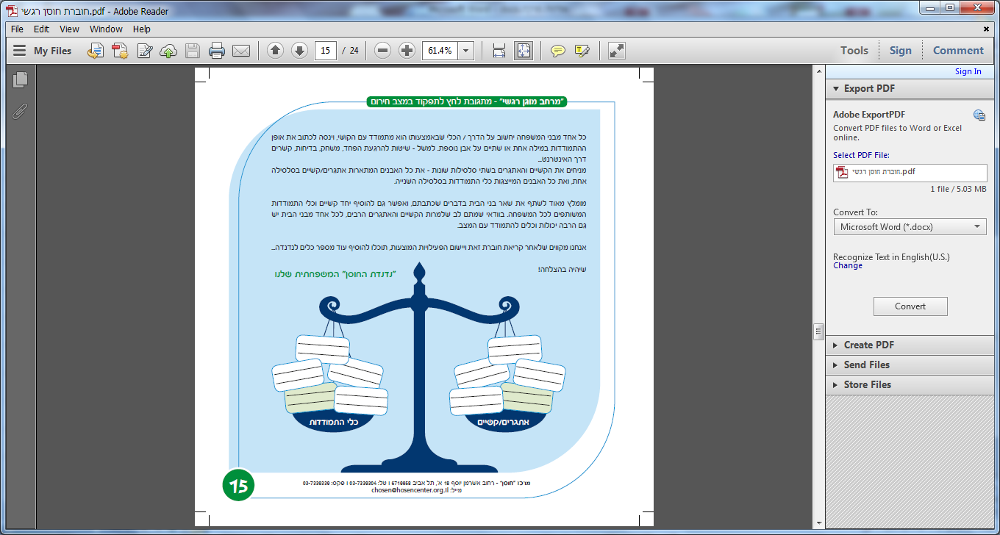 חוברת חוסן רגשי.pdf - Adobe Reader
File Edit View Window Help
My Files 15 / 24 61.4% Tools Sign Comment
Sign In
Export PDF
Adobe ExportPDF
Convert PDF files to Word or Excel
online.
Select PDF File:
חוברת חוסן רגשי.pdf
1 file / 5.03 MB
Convert To:
Microsoft Word (*.docx)
Recognize Text in English(U.S.)
Change
Convert
Create PDF
Send Files
Store Files
"מרחב מוגן רגשי" - מתגובת לחץ לתפקוד במצב חירום
כל אחד מבני המשפחה יחשוב על הדרך / הכלי שבאמצעותו הוא מתמודד עם הקושי, וינסה לכתוב את אופן
ההתמודדות במילה אחת או שתיים על אבן נוספת. למשל - שיטות להרגעת הפחד, משחק, בדיחות, קשרים
דרך האינטרנט...
מניחים את הקשיים והאתגרים בשתי סלסילות שונות - את כל האבנים המתארות אתגרים/קשיים בסלסילה
אחת, ואת כל האבנים המייצגות כלי התמודדות בסלסילה השנייה.
מומלץ מאוד לשתף את שאר בני הבית בדברים שכתבתם, ואפשר גם להוסיף יחד קשיים וכלי התמודדות
המשותפים לכל המשפחה. בוודאי שמתם לב שלמרות הקשיים והאתגרים הרבים, לכל אחד מבני הבית יש
גם הרבה יכולות וכלים להתמודד עם המצב.
אנחנו מקווים שלאחר קריאת חוברת זאת ויישום הפעילויות המוצעות, תוכלו להוסיף עוד מספר כלים לנדנדה...
שיהיה בהצלחה!
"נדנדת החוסן" המשפחתית שלנו
אתגרים/קשיים
כלי התמודדות
מרכז "חוסן" - רחוב אשרמן יוסף 18 א', תל אביב 6719958 ו טל: 03-7339304 ו פקס: 03-7339339
מייל: chosen@hosencenter.org.il
15